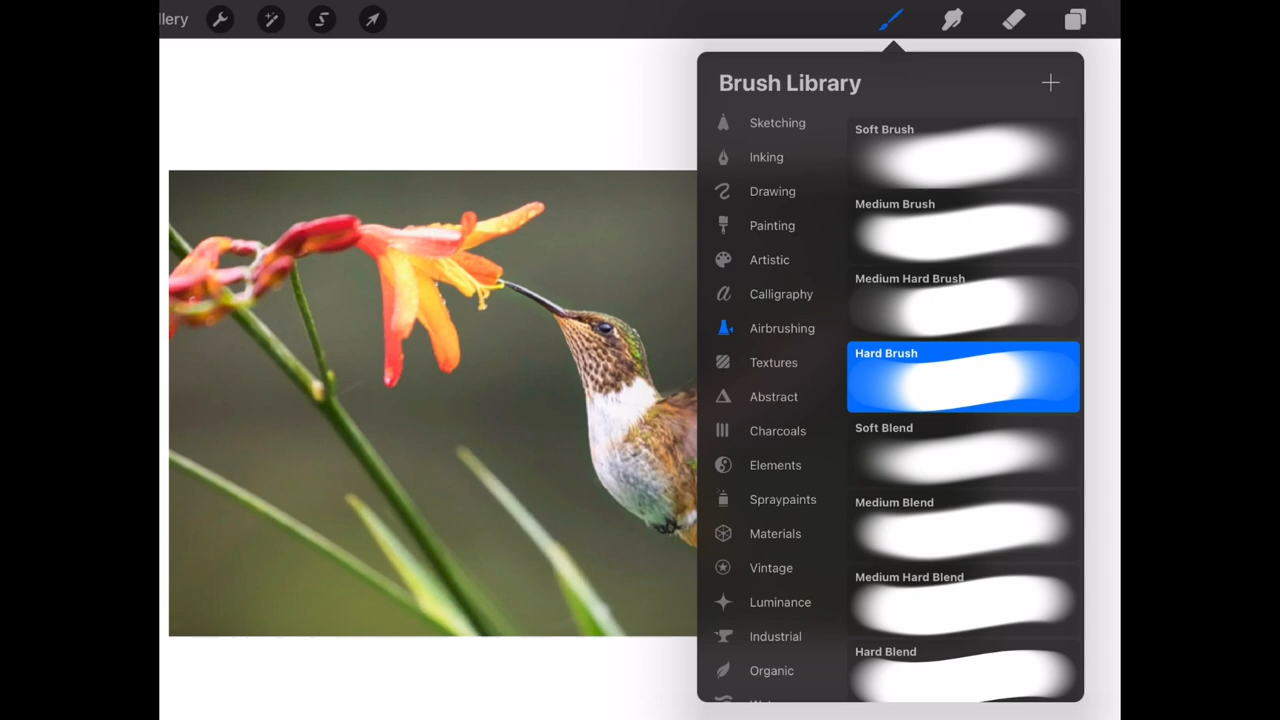 llery
Brush Library
Sketching
Inking
Drawing
Painting
Artistic
Calligraphy
Airbrushing
Textures
Abstract
Charcoals
Elements
Spraypaints
Materials
Vintage
Luminance
Industrial
Organic
Soft Brush
Medium Brush
Medium Hard Brush
Hard Brush
Soft Blend
Medium Blend
Medium Hard Blend
Hard Blend